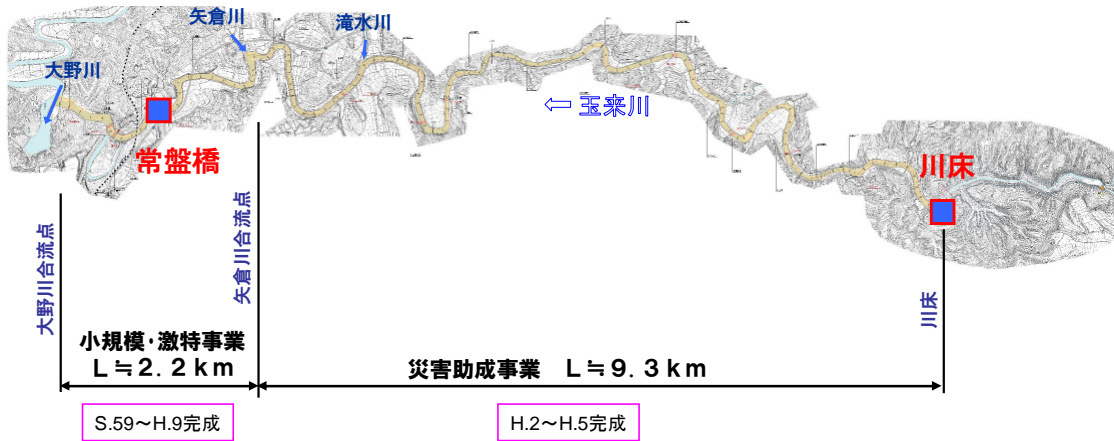 矢倉川
滝水川
大野川
⇦ 玉来川
常盤橋
川床
大野川合流点
矢倉川合流点
川床
小規模・激特事業
L≒2.2km
災害助成事業 L≒9.3km
S.59～H.9完成
H.2～H.5完成